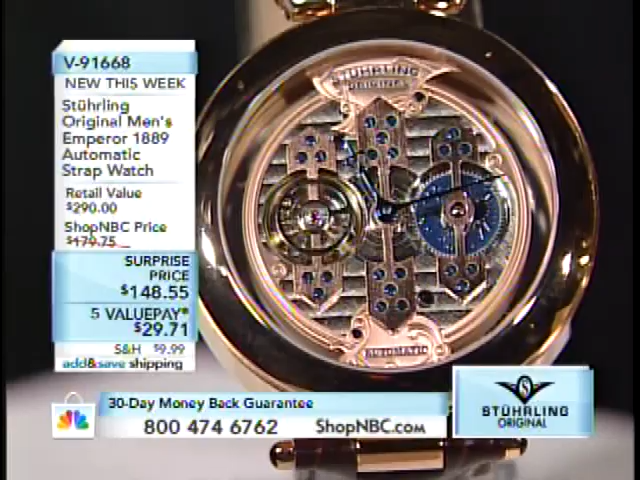 V-91668
NEW THIS WEEK
Stührling
Original Men's
Emperor 1889
Automatic
Strap Watch
Retail Value
$290.00
ShopNBC Price
$179.75
SURPRISE
PRICE
$148.55
5 VALUEPAY®
$29.71
S&H $9.99
add&save shipping
STÜHRLING
ORIGINAL
AUTOMATIC
30-Day Money Back Guarantee
800 474 6762 ShopNBC.com
S
STÜHRLING
ORIGINAL